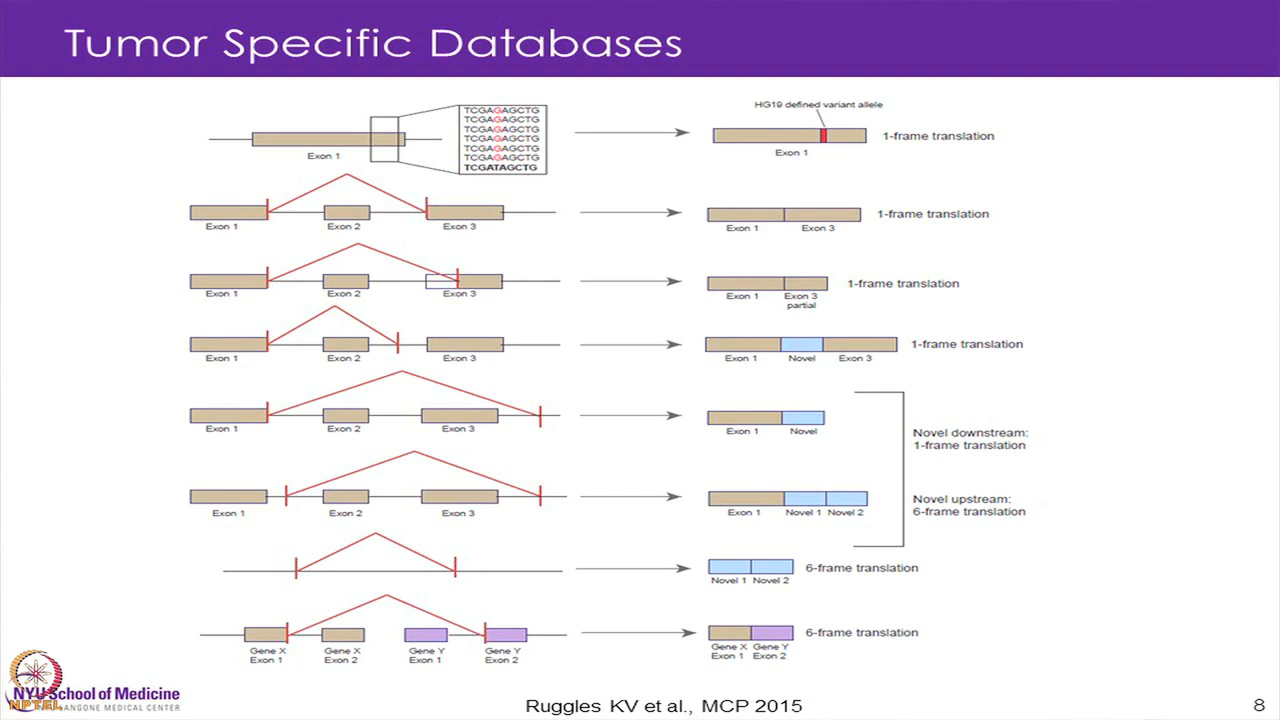 Tumor Specific Databases
TCGAGAGCTG
TCGAGAGCTG
TCGAGAGCTG
TCGAGAGCTG
TCGAGAGCTG
TCGAGAGCTG
TCGATAGCTG
Exon 1
HG19 defined variant allele
Exon 1
1-frame translation
Exon 1 Exon 2 Exon 3
Exon 1 Exon 3
1-frame translation
Exon 1 Exon 2 Exon 3
Exon 1 Exon 3
partial
1-frame translation
Exon 1 Exon 2 Exon 3
Exon 1 Novel Exon 3
1-frame translation
Exon 1 Exon 2 Exon 3
Exon 1 Novel
Novel downstream:
1-frame translation
Exon 1 Exon 2 Exon 3
Exon 1 Novel 1 Novel 2
Novel upstream:
6-frame translation
Novel 1 Novel 2
6-frame translation
Gene X Gene X Gene Y Gene Y
Exon 1 Exon 2 Exon 1 Exon 2
Gene X Gene Y
Exon 1 Exon 2
6-frame translation
NYU School of Medicine
NPTEL
LANGONE MEDICAL CENTER
Ruggles KV et al., MCP 2015
8